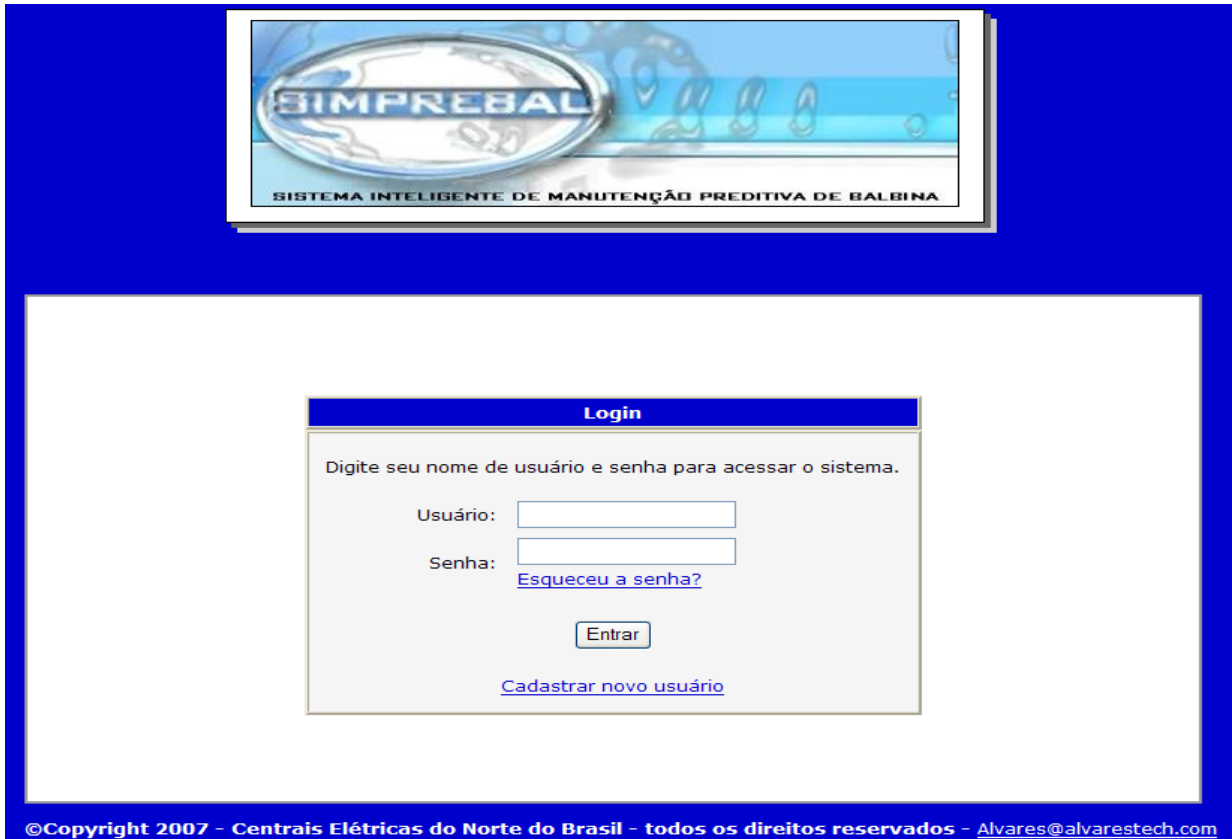 SIMPREBAL
SISTEMA INTELIGENTE DE MANUTENÇÃO PREDITIVA DE BALBINA
Login
Digite seu nome de usuário e senha para acessar o sistema.
Usuário:
Senha:
Esqueceu a senha?
Entrar
Cadastrar novo usuário
©Copyright 2007 - Centrais Elétricas do Norte do Brasil - todos os direitos reservados - Alvares@alvarestech.com